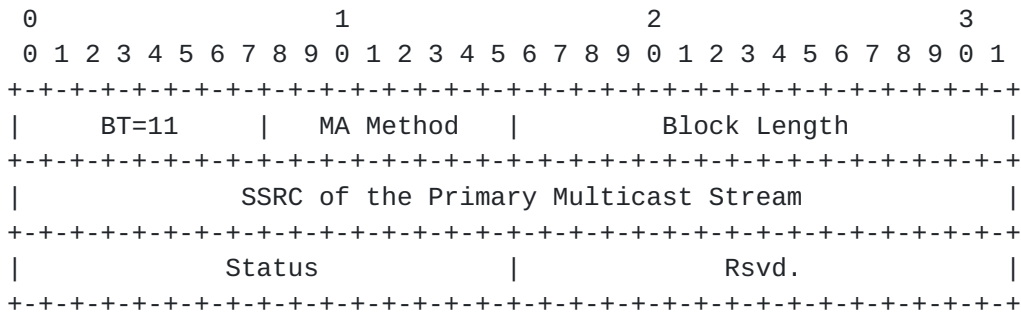 0                   1                   2                   3
 0 1 2 3 4 5 6 7 8 9 0 1 2 3 4 5 6 7 8 9 0 1 2 3 4 5 6 7 8 9 0 1
+-+-+-+-+-+-+-+-+-+-+-+-+-+-+-+-+-+-+-+-+-+-+-+-+-+-+-+-+-+-+-+-+
|     BT=11     |   MA Method   |         Block Length          |
+-+-+-+-+-+-+-+-+-+-+-+-+-+-+-+-+-+-+-+-+-+-+-+-+-+-+-+-+-+-+-+-+
|              SSRC of the Primary Multicast Stream             |
+-+-+-+-+-+-+-+-+-+-+-+-+-+-+-+-+-+-+-+-+-+-+-+-+-+-+-+-+-+-+-+-+
|             Status            |             Rsvd.             |
+-+-+-+-+-+-+-+-+-+-+-+-+-+-+-+-+-+-+-+-+-+-+-+-+-+-+-+-+-+-+-+-+